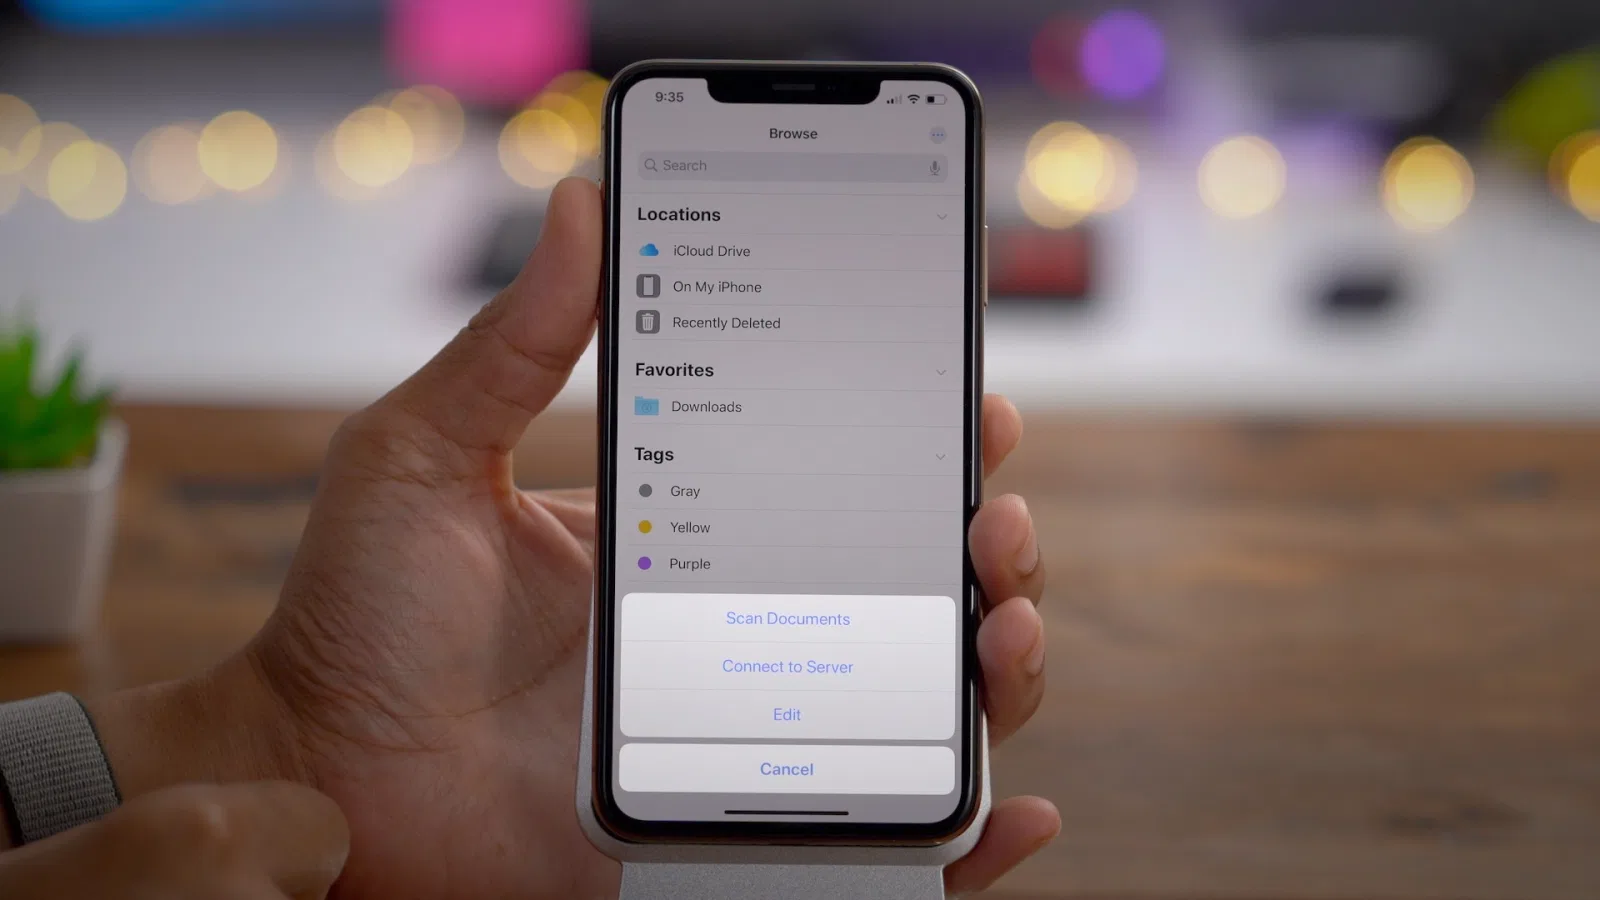 9:35
Browse
Search
Locations
iCloud Drive
On My iPhone
Recently Deleted
Favorites
Downloads
Tags
Gray
Yellow
Purple
Scan Documents
Connect to Server
Edit
Cancel